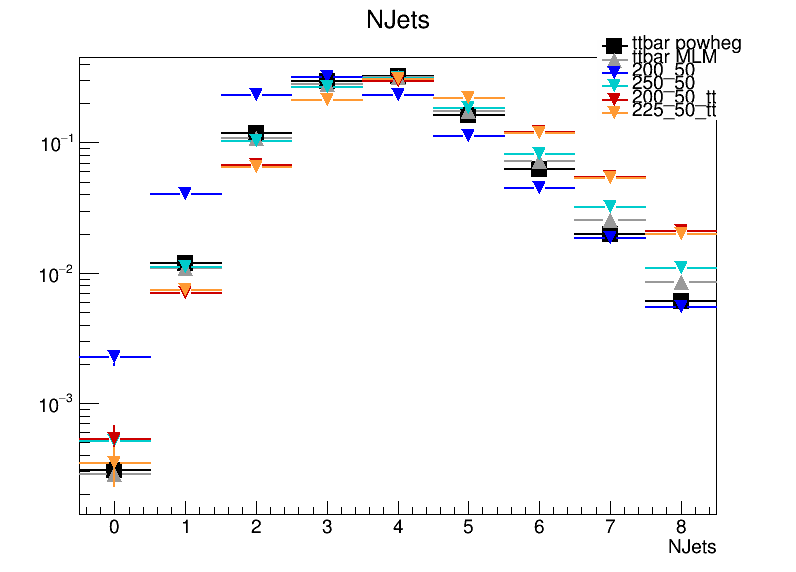 NJets
ttbar powheg
ttbar MLM
200_50
250_50
200_50_tt
225_50_tt
10⁻¹
10⁻²
10⁻³
0 1 2 3 4 5 6 7 8
NJets